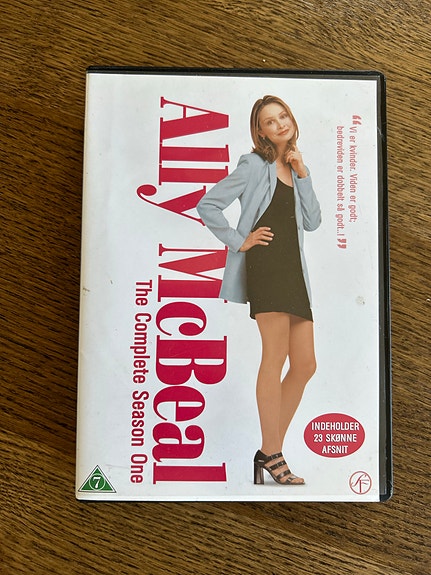 Ally McBeal
The Complete Season One
“Vi er kvinder. Viden er godt;
bedreviden er dobbelt så godt...!”
INDEHOLDER
23 SKØNNE
AFSNIT
7
SF